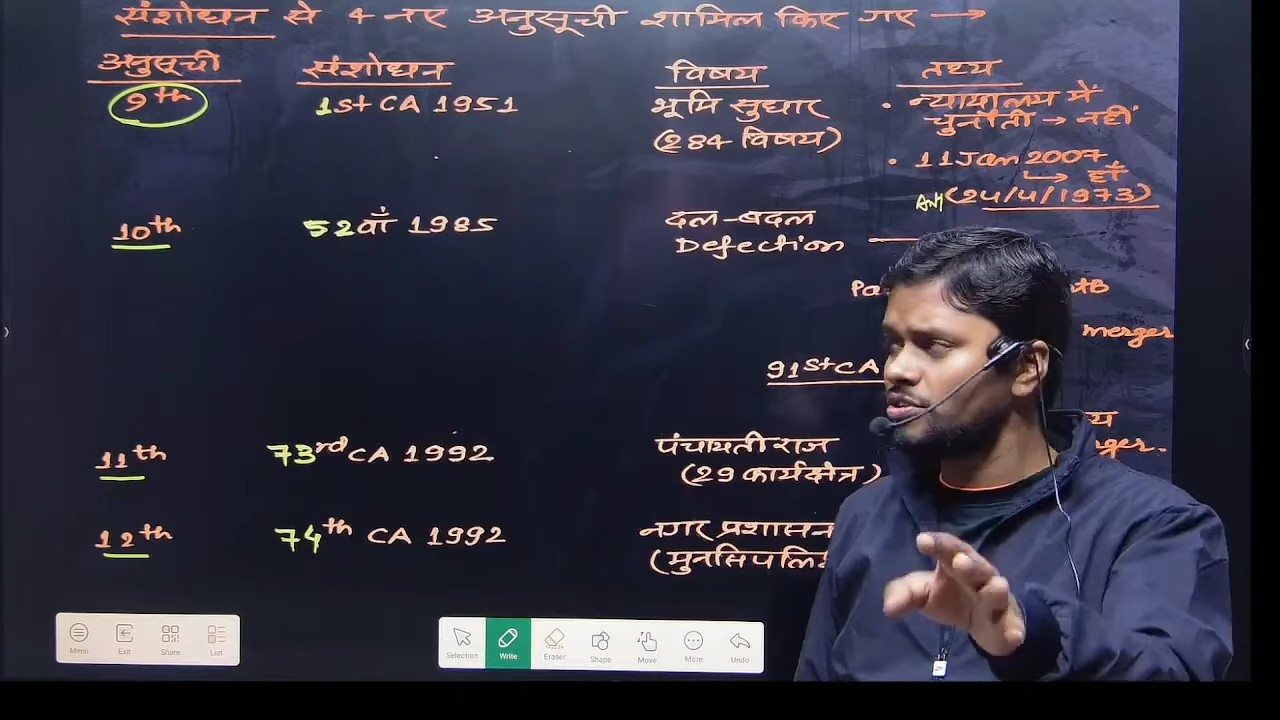 संशोधन से 4 नए अनुसूची शामिल किए गए →
अनुसूची संशोधन विषय तथ्य
9th 1st CA 1951 भूमि सुधार
(284 विषय)
• न्यायालय में
चुनौती → नहीं
• 11 Jan 2007
↳ हाँ
(24/4/1973)
10th 52वाँ 1985 दल-बदल
Defection
merger
91st CA
11th 73rd CA 1992 पंचायती राज
(29 कार्यक्षेत्र)
12th 74th CA 1992 नगर प्रशासन
Menu Exit Share List
Selection Write Eraser Shape Move More Undo